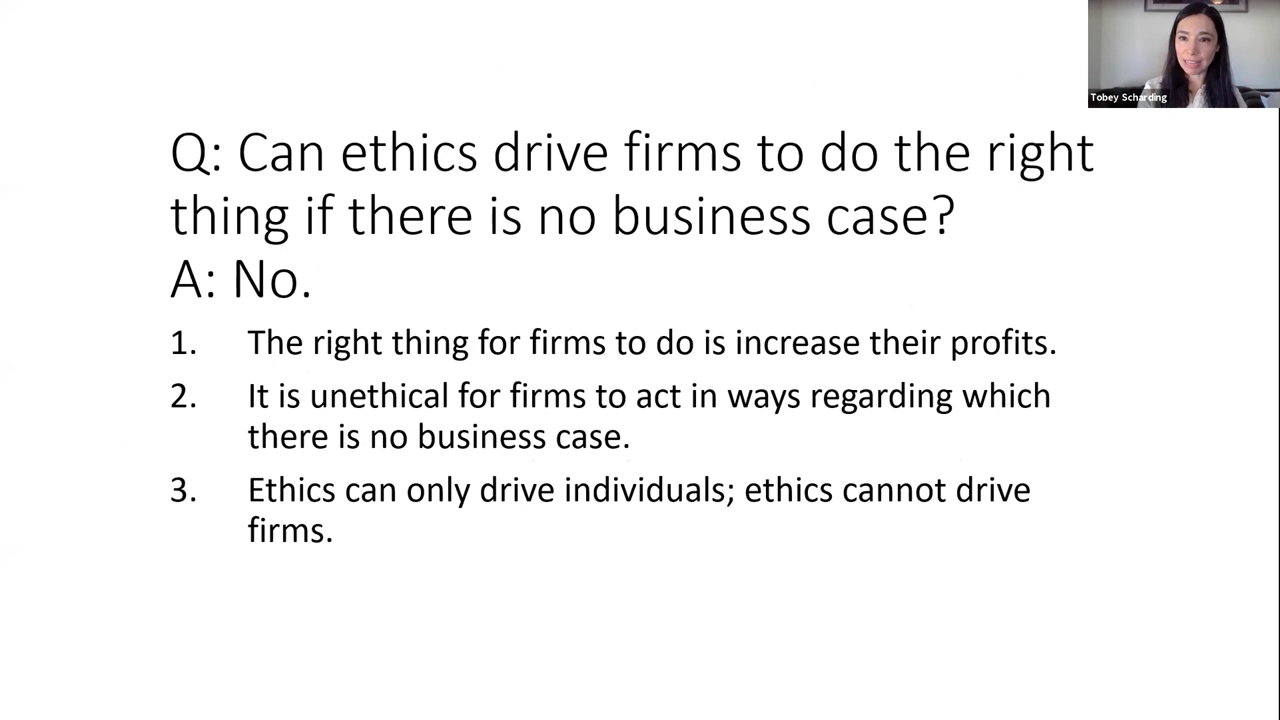 Tobey Scharding
Q: Can ethics drive firms to do the right
thing if there is no business case?
A: No.
1. The right thing for firms to do is increase their profits.
2. It is unethical for firms to act in ways regarding which
there is no business case.
3. Ethics can only drive individuals; ethics cannot drive
firms.